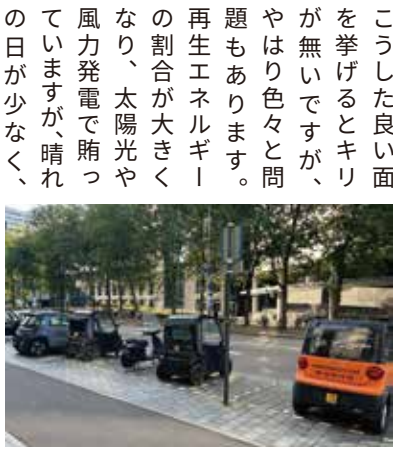 こうした良い面
を挙げるとキリ
が無いですが、
やはり色々と問
題もあります。
再生エネルギー
の割合が大きく
なり、太陽光や
風力発電で賄っ
ていますが、晴れ
の日が少なく、